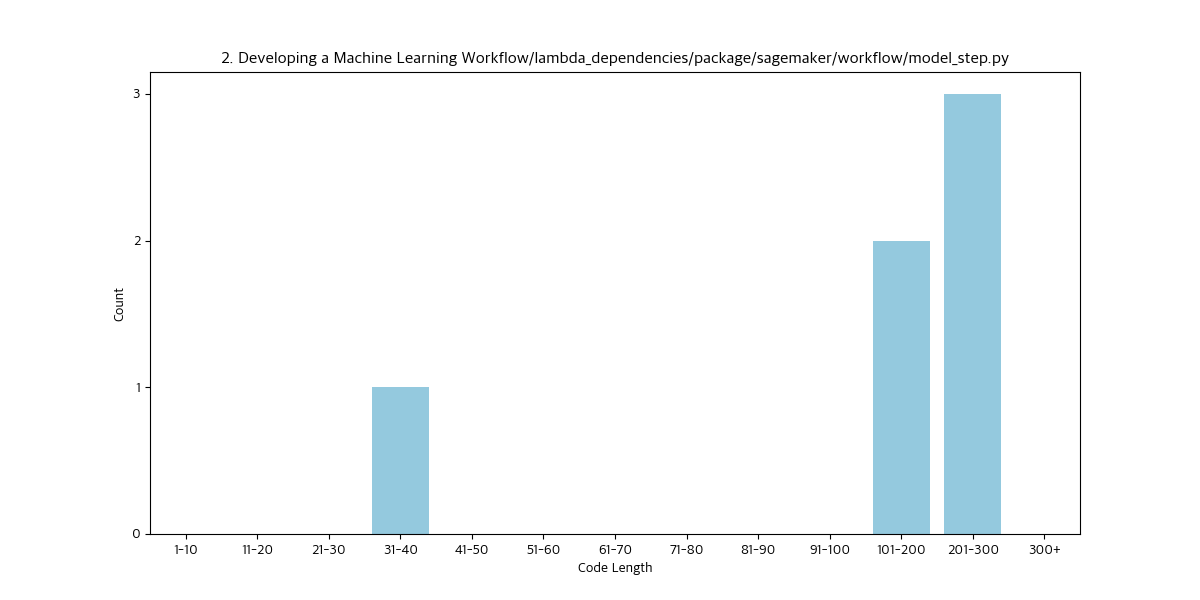 2. Developing a Machine Learning Workflow/lambda_dependencies/package/sagemaker/workflow/model_step.py
3
2
1
0
Count
1-10 11-20 21-30 31-40 41-50 51-60 61-70 71-80 81-90 91-100 101-200 201-300 300+
Code Length